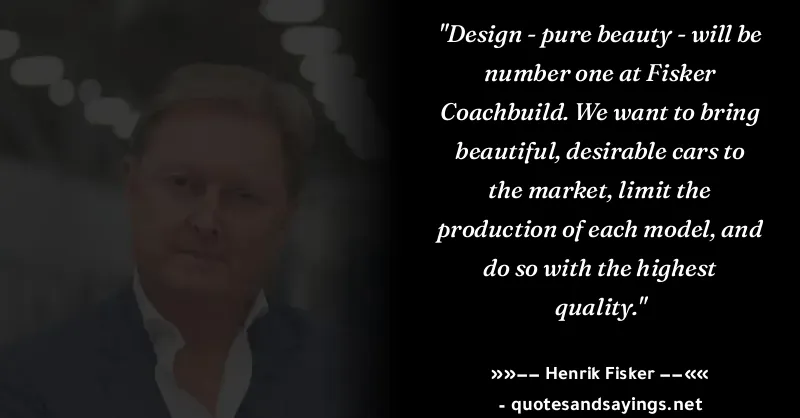 "Design - pure beauty - will be
number one at Fisker
Coachbuild. We want to bring
beautiful, desirable cars to
the market, limit the
production of each model, and
do so with the highest
quality."
»»−− Henrik Fisker −−««
- quotesandsayings.net